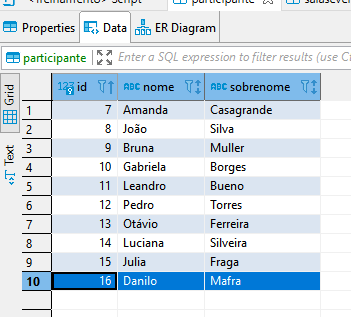 <Treinamento> Script participante
Properties Data ER Diagram
participante Enter a SQL expression to filter results (use Ct
Grid
Text
123 id ABC nome ABC sobrenome
1 7 Amanda Casagrande
2 8 João Silva
3 9 Bruna Muller
4 10 Gabriela Borges
5 11 Leandro Bueno
6 12 Pedro Torres
7 13 Otávio Ferreira
8 14 Luciana Silveira
9 15 Julia Fraga
10 16 Danilo Mafra